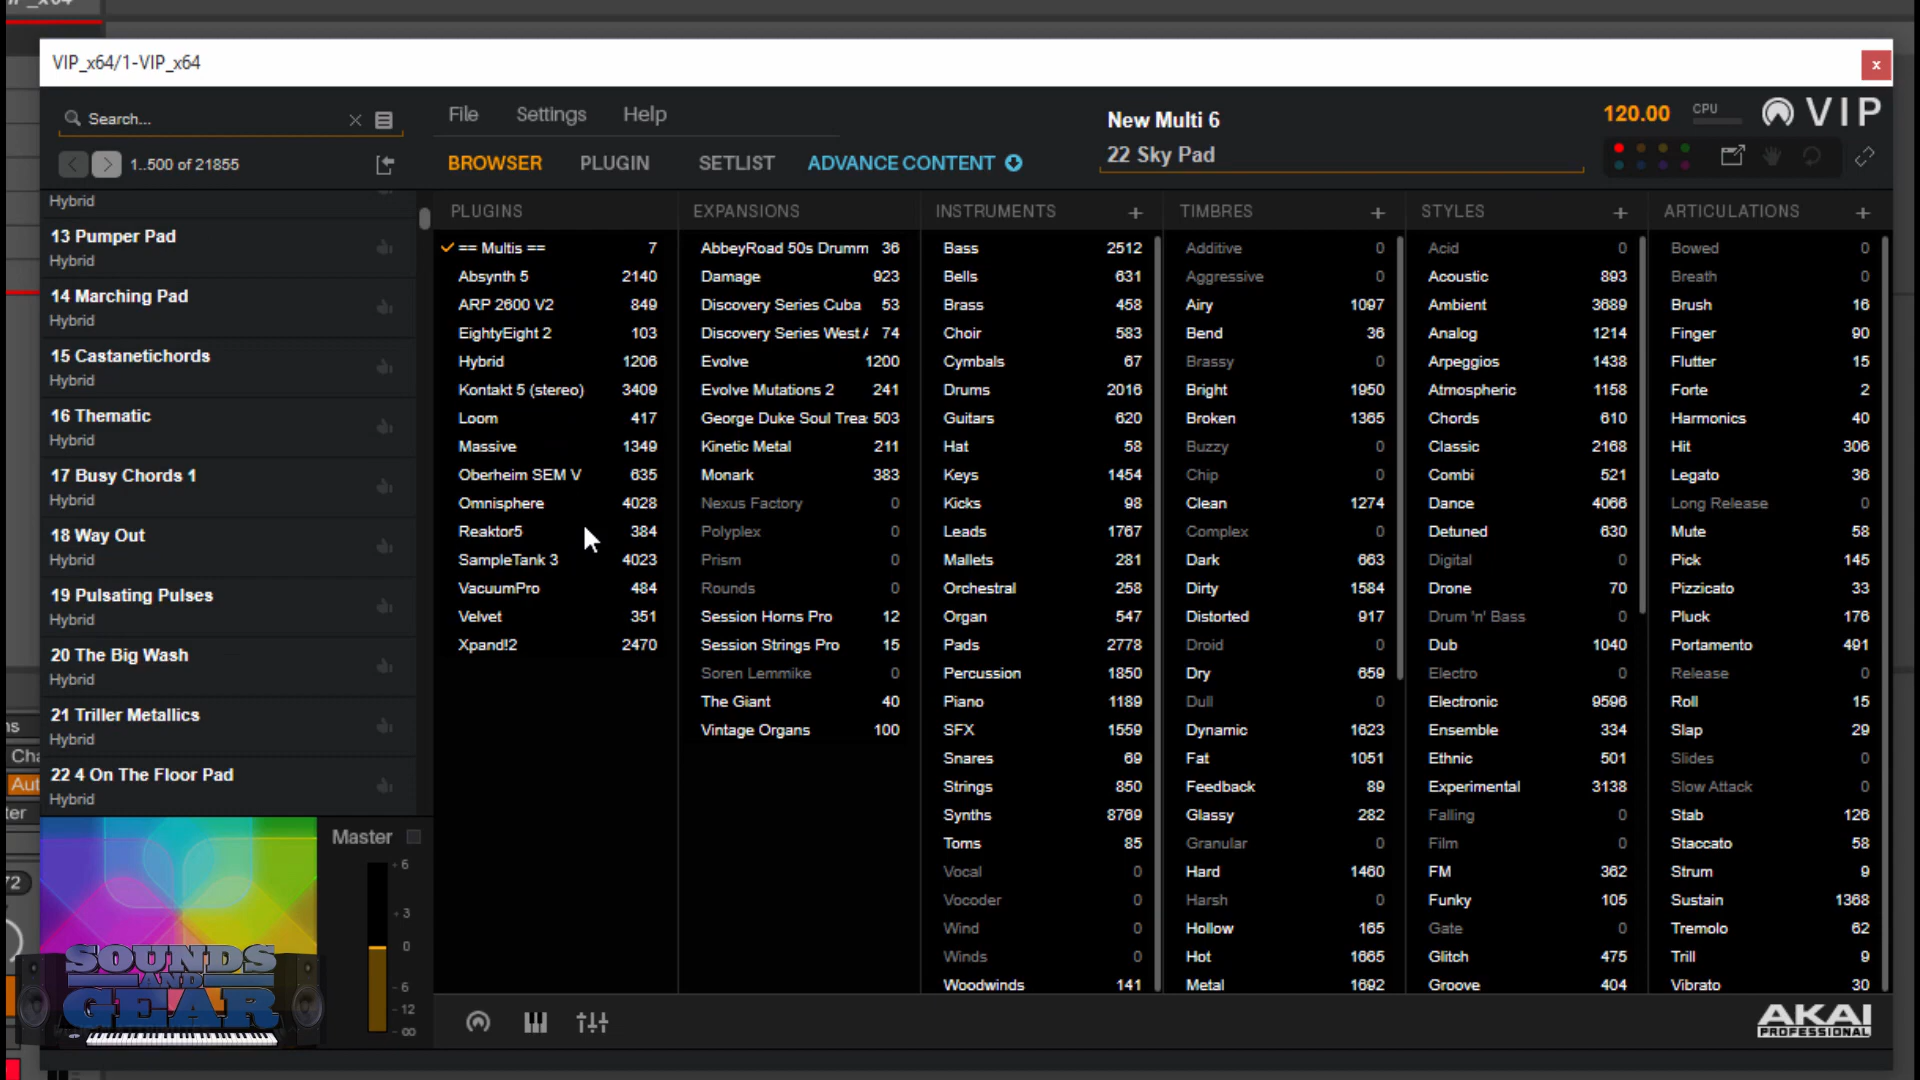 VIP_x64/1-VIP_x64
x
Search...
1..500 of 21855
File Settings Help
BROWSER PLUGIN SETLIST ADVANCE CONTENT
New Multi 6
22 Sky Pad
120.00 CPU VIP
Hybrid
13 Pumper Pad
Hybrid
14 Marching Pad
Hybrid
15 Castanetichords
Hybrid
16 Thematic
Hybrid
17 Busy Chords 1
Hybrid
18 Way Out
Hybrid
19 Pulsating Pulses
Hybrid
20 The Big Wash
Hybrid
21 Triller Metallics
Hybrid
22 4 On The Floor Pad
Hybrid
PLUGINS
== Multis == 7
Absynth 5 2140
ARP 2600 V2 849
EightyEight 2 103
Hybrid 1206
Kontakt 5 (stereo) 3409
Loom 417
Massive 1349
Oberheim SEM V 635
Omnisphere 4028
Reaktor5 384
SampleTank 3 4023
VacuumPro 484
Velvet 351
Xpand!2 2470
EXPANSIONS
AbbeyRoad 50s Drumm 36
Damage 923
Discovery Series Cuba 53
Discovery Series West 74
Evolve 1200
Evolve Mutations 2 241
George Duke Soul Trea 503
Kinetic Metal 211
Monark 383
Nexus Factory 0
Polyplex 0
Prism 0
Rounds 0
Session Horns Pro 12
Session Strings Pro 15
Soren Lemmike 0
The Giant 40
Vintage Organs 100
INSTRUMENTS +
Bass 2512
Bells 631
Brass 458
Choir 583
Cymbals 67
Drums 2016
Guitars 620
Hat 58
Keys 1454
Kicks 98
Leads 1767
Mallets 281
Orchestral 258
Organ 547
Pads 2778
Percussion 1850
Piano 1189
SFX 1559
Snares 69
Strings 850
Synths 8769
Toms 85
Vocal 0
Vocoder 0
Wind 0
Winds 0
Woodwinds 141
TIMBRES +
Additive 0
Aggressive 0
Airy 1097
Bend 36
Brassy 0
Bright 1950
Broken 1365
Buzzy 0
Chip 0
Clean 1274
Complex 0
Dark 663
Dirty 1584
Distorted 917
Droid 0
Dry 659
Dull 0
Dynamic 1623
Fat 1051
Feedback 89
Glassy 282
Granular 0
Hard 1460
Harsh 0
Hollow 165
Hot 1665
Metal 1692
STYLES +
Acid 0
Acoustic 893
Ambient 3689
Analog 1214
Arpeggios 1438
Atmospheric 1158
Chords 610
Classic 2168
Combi 521
Dance 4066
Detuned 630
Digital 0
Drone 70
Drum 'n' Bass 0
Dub 1040
Electro 0
Electronic 9596
Ensemble 334
Ethnic 501
Experimental 3138
Falling 0
Film 0
FM 362
Funky 105
Gate 0
Glitch 475
Groove 404
ARTICULATIONS +
Bowed 0
Breath 0
Brush 16
Finger 90
Flutter 15
Forte 2
Harmonics 40
Hit 306
Legato 36
Long Release 0
Mute 58
Pick 145
Pizzicato 33
Pluck 176
Portamento 491
Release 0
Roll 15
Slap 29
Slides 0
Slow Attack 0
Stab 126
Staccato 58
Strum 9
Sustain 1368
Tremolo 62
Trill 9
Vibrato 30
Master
6
3
0
6
12
∞
SOUNDS
AND
GEAR
AKAI
PROFESSIONAL